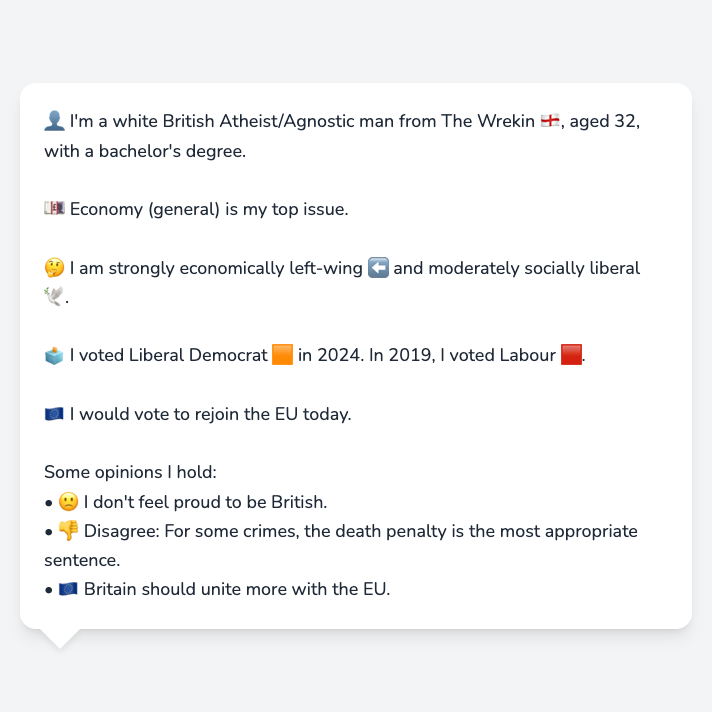 👤 I'm a white British Atheist/Agnostic man from The Wrekin 🏴󠁧󠁢󠁥󠁮󠁧󠁿, aged 32,
with a bachelor's degree.
💷 Economy (general) is my top issue.
🤔 I am strongly economically left-wing ⬅️ and moderately socially liberal
🕊️.
🗳️ I voted Liberal Democrat 🟧 in 2024. In 2019, I voted Labour 🟥.
🇪🇺 I would vote to rejoin the EU today.
Some opinions I hold:
• 🙁 I don't feel proud to be British.
• 👎 Disagree: For some crimes, the death penalty is the most appropriate
sentence.
• 🇪🇺 Britain should unite more with the EU.